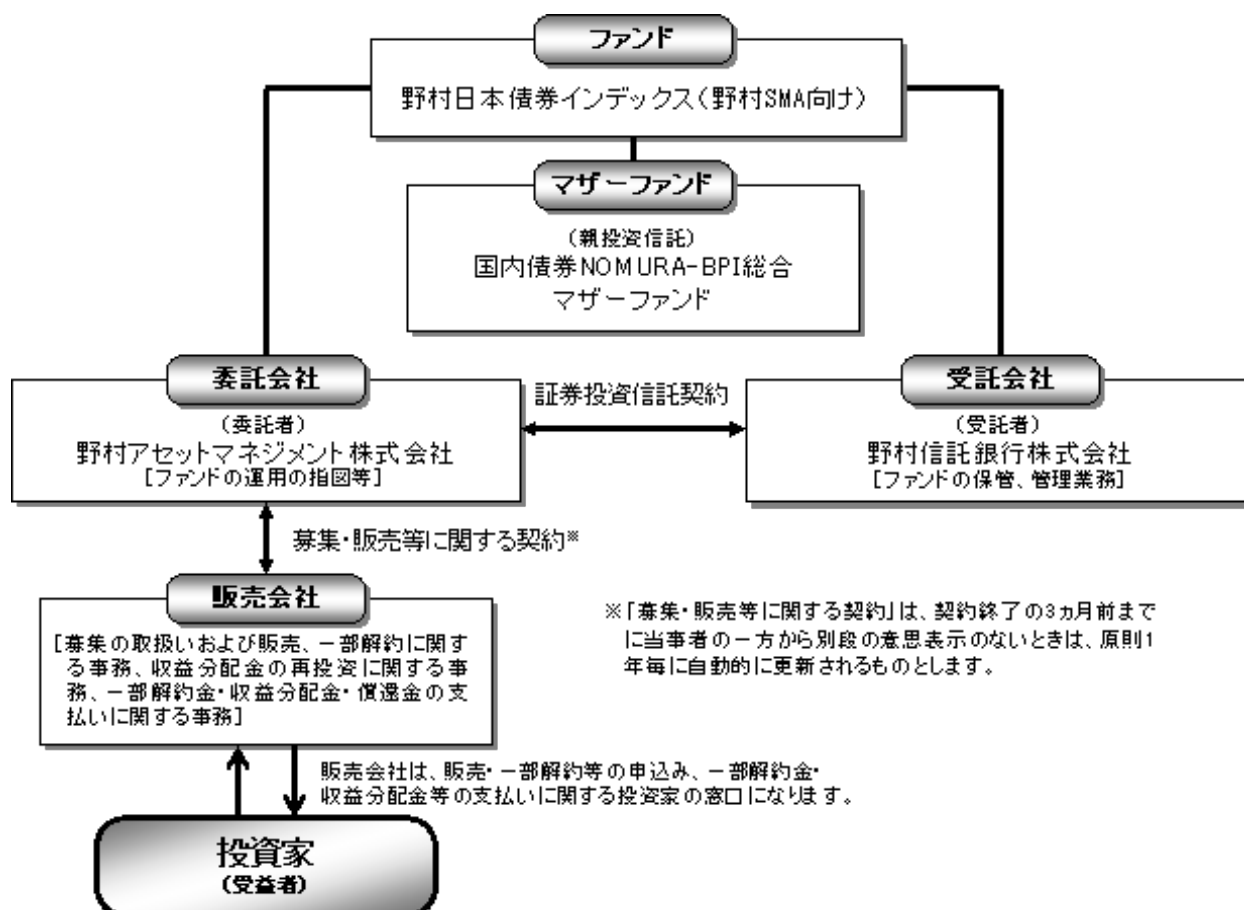 ファンド
野村日本債券インデックス(野村SMA向け)
マザーファンド
(親投資信託)
国内債券NOMURA-BPI総合
マザーファンド
委託会社
(委託者)
野村アセットマネジメント株式会社
[ファンドの運用の指図等]
証券投資信託契約
受託会社
(受託者)
野村信託銀行株式会社
[ファンドの保管、管理業務]
募集・販売等に関する契約※
販売会社
[募集の取扱いおよび販売、一部解約に関す
る事務、収益分配金の再投資に関する事
務、一部解約金・収益分配金・償還金の支
払いに関する事務]
※「募集・販売等に関する契約」は、契約終了の3ヵ月前まで
に当事者の一方から別段の意思表示のないときは、原則1
年毎に自動的に更新されるものとします。
販売会社は、販売・一部解約等の申込み、一部解約金・
収益分配金等の支払いに関する投資家の窓口になります。
投資家
(受益者)